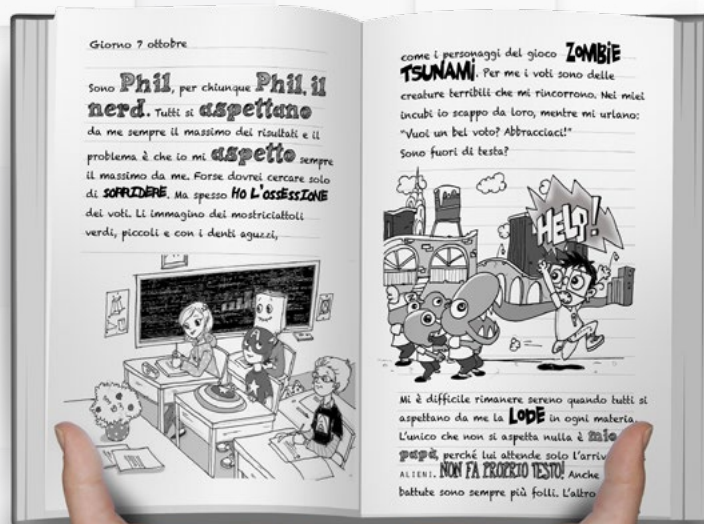 Giorno 7 ottobre
Sono Phil, per chiunque Phil, il
nerd. Tutti si aspettano
da me sempre il massimo dei risultati e il
problema è che io mi aspetto sempre
il massimo da me. Forse dovrei cercare solo
di SORRIDERE. Ma spesso HO L'OSSESSIONE
dei voti. Li immagino dei mostriciattoli
verdi, piccoli e con i denti aguzzi,
come i personaggi del gioco ZOMBIE
TSUNAMI. Per me i voti sono delle
creature terribili che mi rincorrono. Nei miei
incubi io scappo da loro, mentre mi urlano:
"Vuoi un bel voto? Abbracciaci!"
Sono fuori di testa?
HELP!
Mi è difficile rimanere sereno quando tutti si
aspettano da me la LODE in ogni materia.
L'unico che non si aspetta nulla è mio
papà, perché lui attende solo l'arriv
ALIENI. NON FA PROPRIO TESTO! Anche
battute sono sempre più folli. L'altro